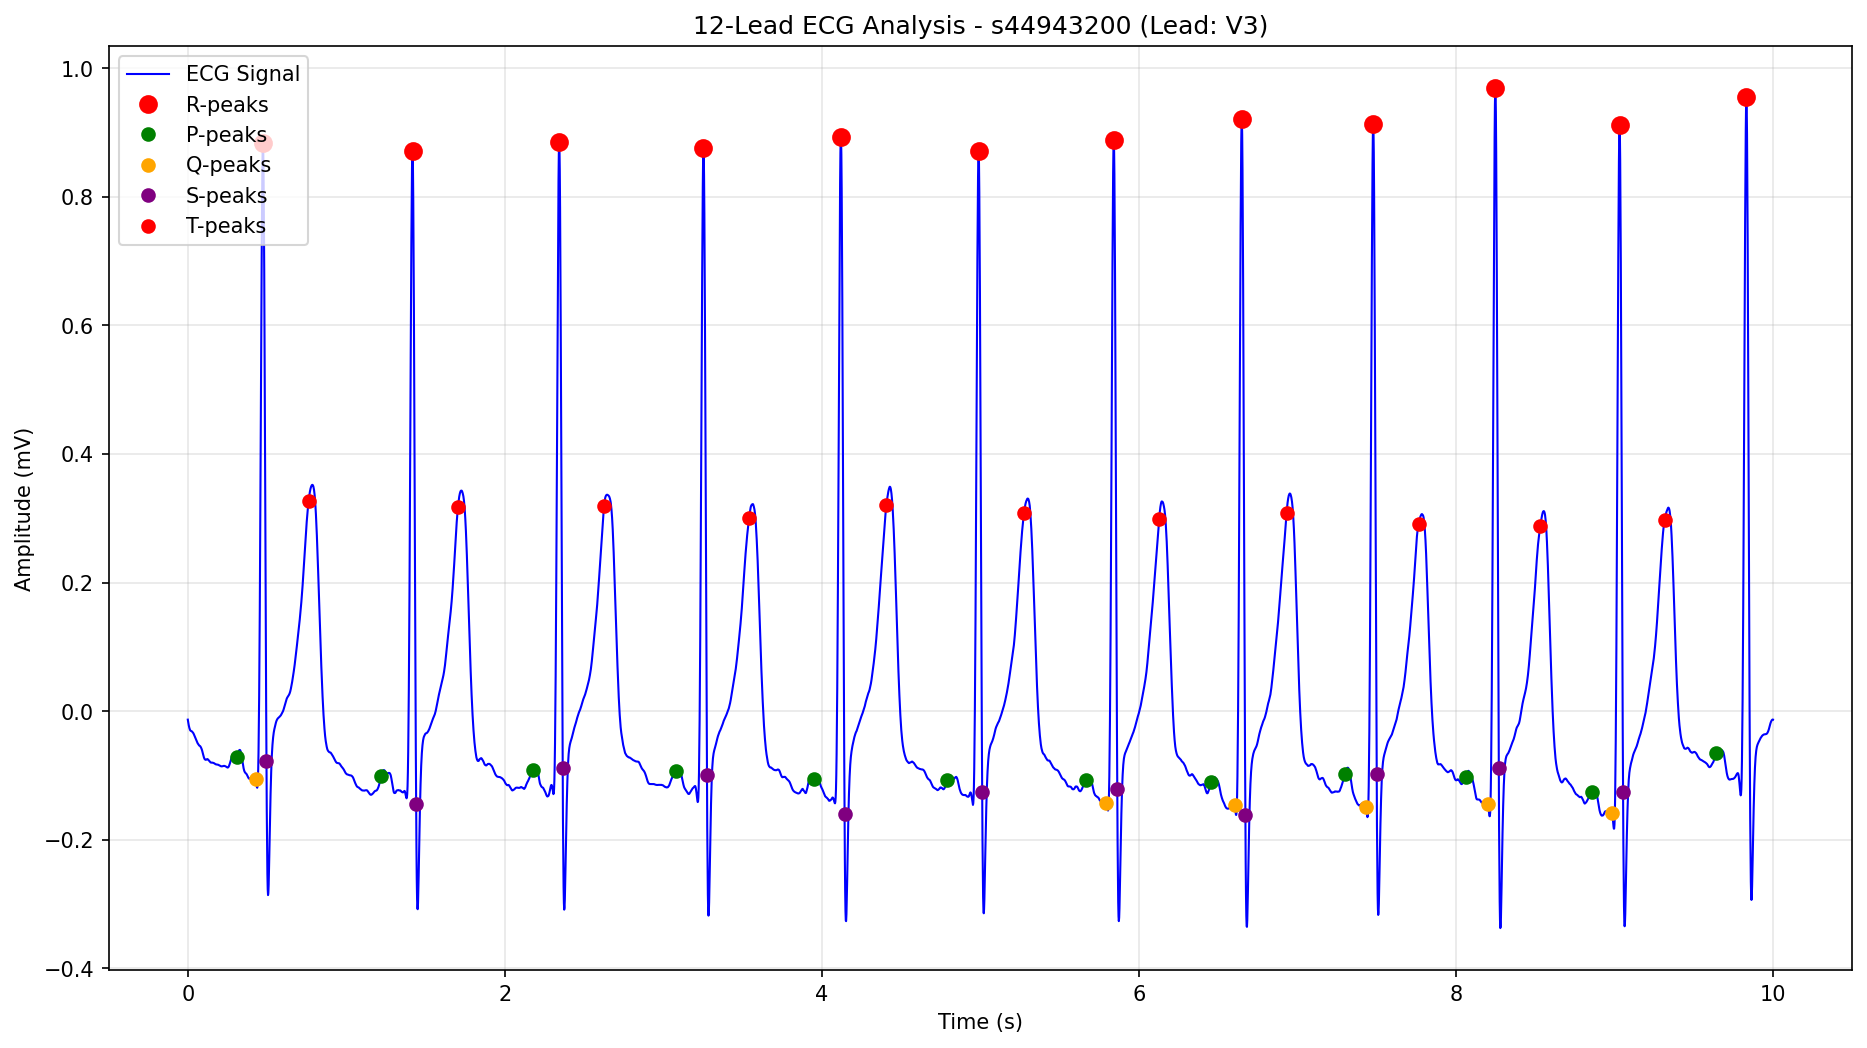 12-Lead ECG Analysis - s44943200 (Lead: V3)
ECG Signal
R-peaks
P-peaks
Q-peaks
S-peaks
T-peaks
Amplitude (mV)
1.0
0.8
0.6
0.4
0.2
0.0
−0.2
−0.4
0 2 4 6 8 10
Time (s)